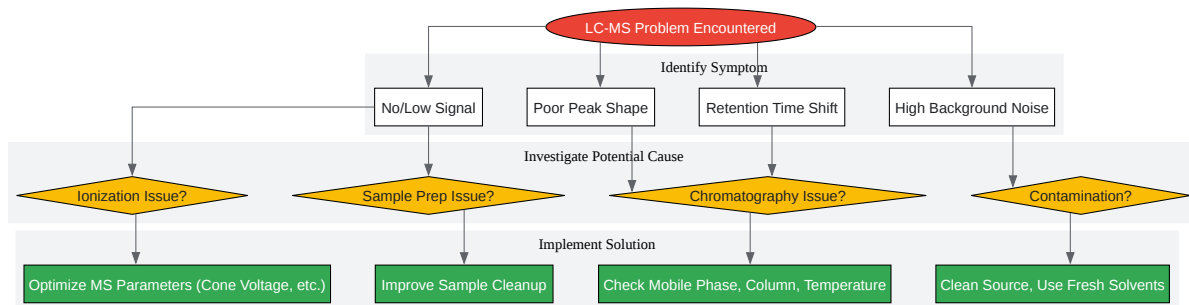 LC-MS Problem Encountered
Identify Symptom
No/Low Signal
Poor Peak Shape
Retention Time Shift
High Background Noise
Investigate Potential Cause
Ionization Issue?
Sample Prep Issue?
Chromatography Issue?
Contamination?
Implement Solution
Optimize MS Parameters (Cone Voltage, etc.)
Improve Sample Cleanup
Check Mobile Phase, Column, Temperature
Clean Source, Use Fresh Solvents